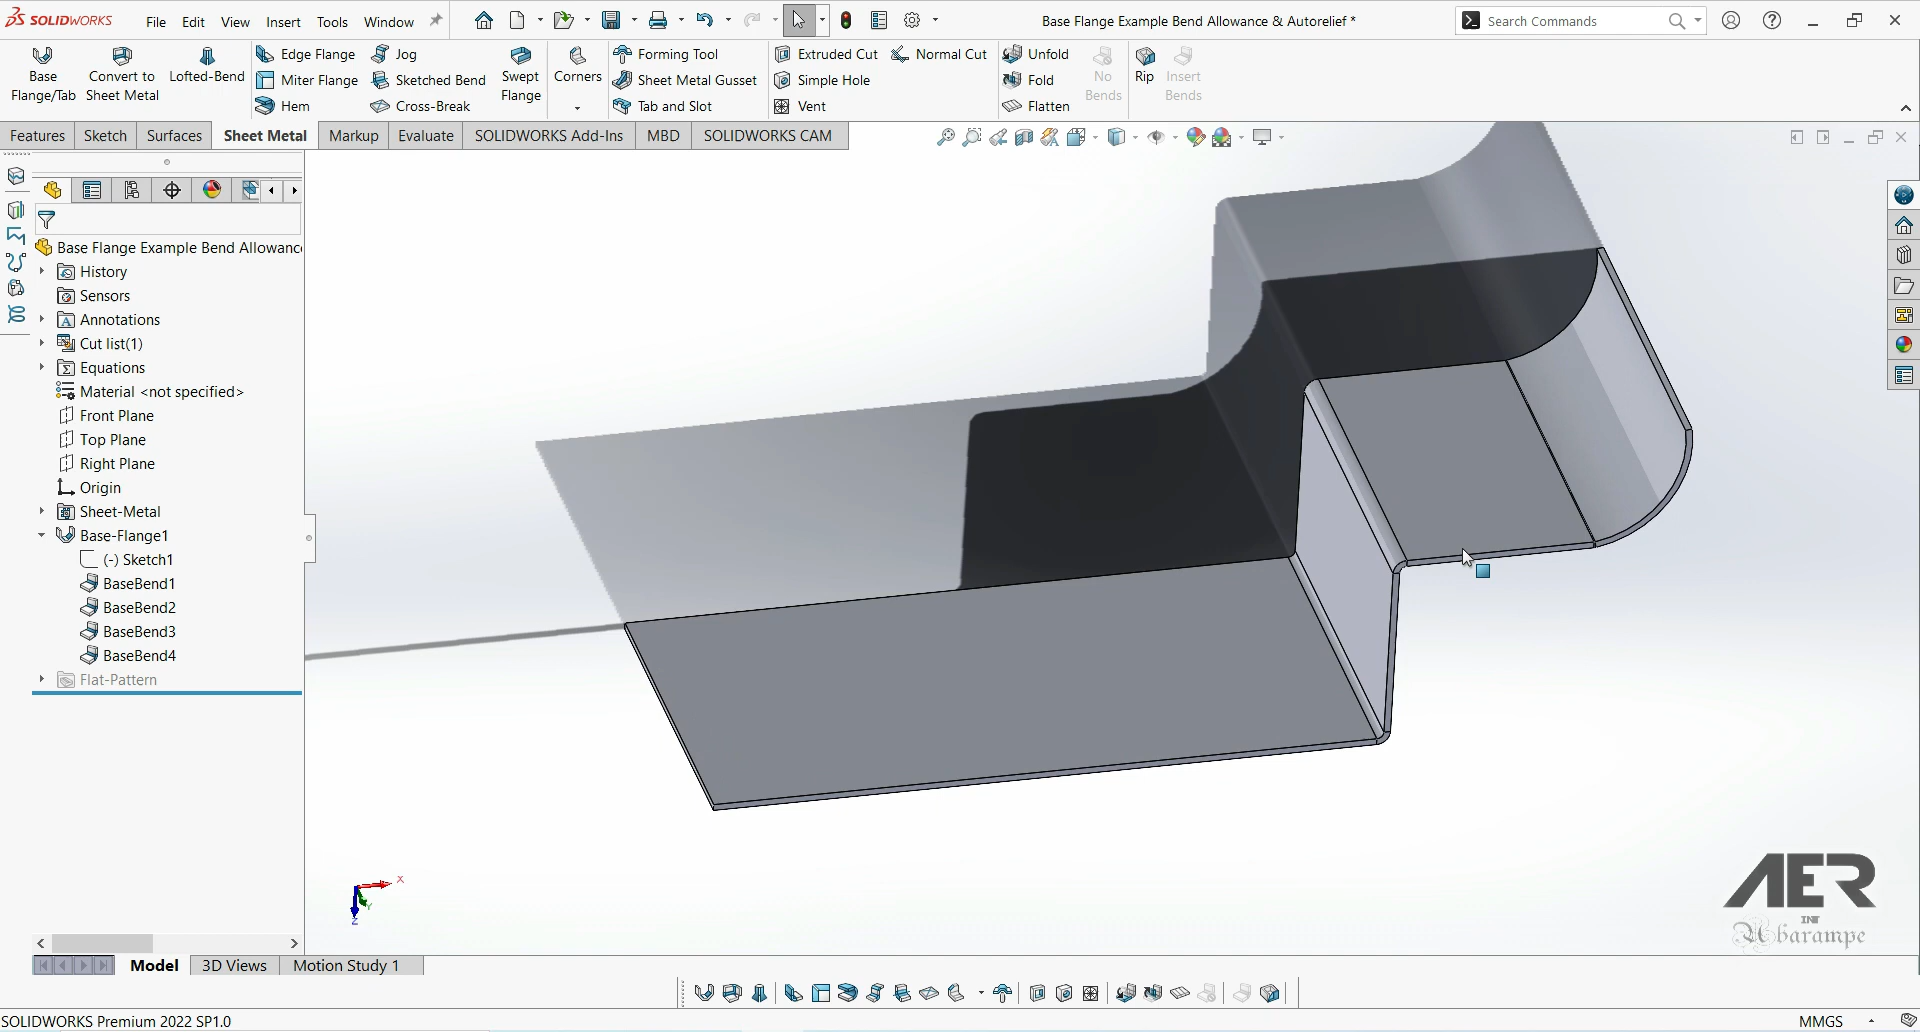 SOLIDWORKS File Edit View Insert Tools Window
Base Flange Example Bend Allowance & Autorelief *
Search Commands
Base Flange/Tab
Convert to Sheet Metal
Lofted-Bend
Edge Flange
Miter Flange
Hem
Jog
Sketched Bend
Cross-Break
Swept Flange
Corners
Forming Tool
Sheet Metal Gusset
Tab and Slot
Extruded Cut
Simple Hole
Vent
Normal Cut
Unfold
Fold
Flatten
No Bends
Rip
Insert Bends
Features Sketch Surfaces Sheet Metal Markup Evaluate SOLIDWORKS Add-Ins MBD SOLIDWORKS CAM
Base Flange Example Bend Allowanc
History
Sensors
Annotations
Cut list(1)
Equations
Material <not specified>
Front Plane
Top Plane
Right Plane
Origin
Sheet-Metal
Base-Flange1
(-) Sketch1
BaseBend1
BaseBend2
BaseBend3
BaseBend4
Flat-Pattern
X
Y
Z
AER
INT
Abarampe
Model 3D Views Motion Study 1
SOLIDWORKS Premium 2022 SP1.0
MMGS